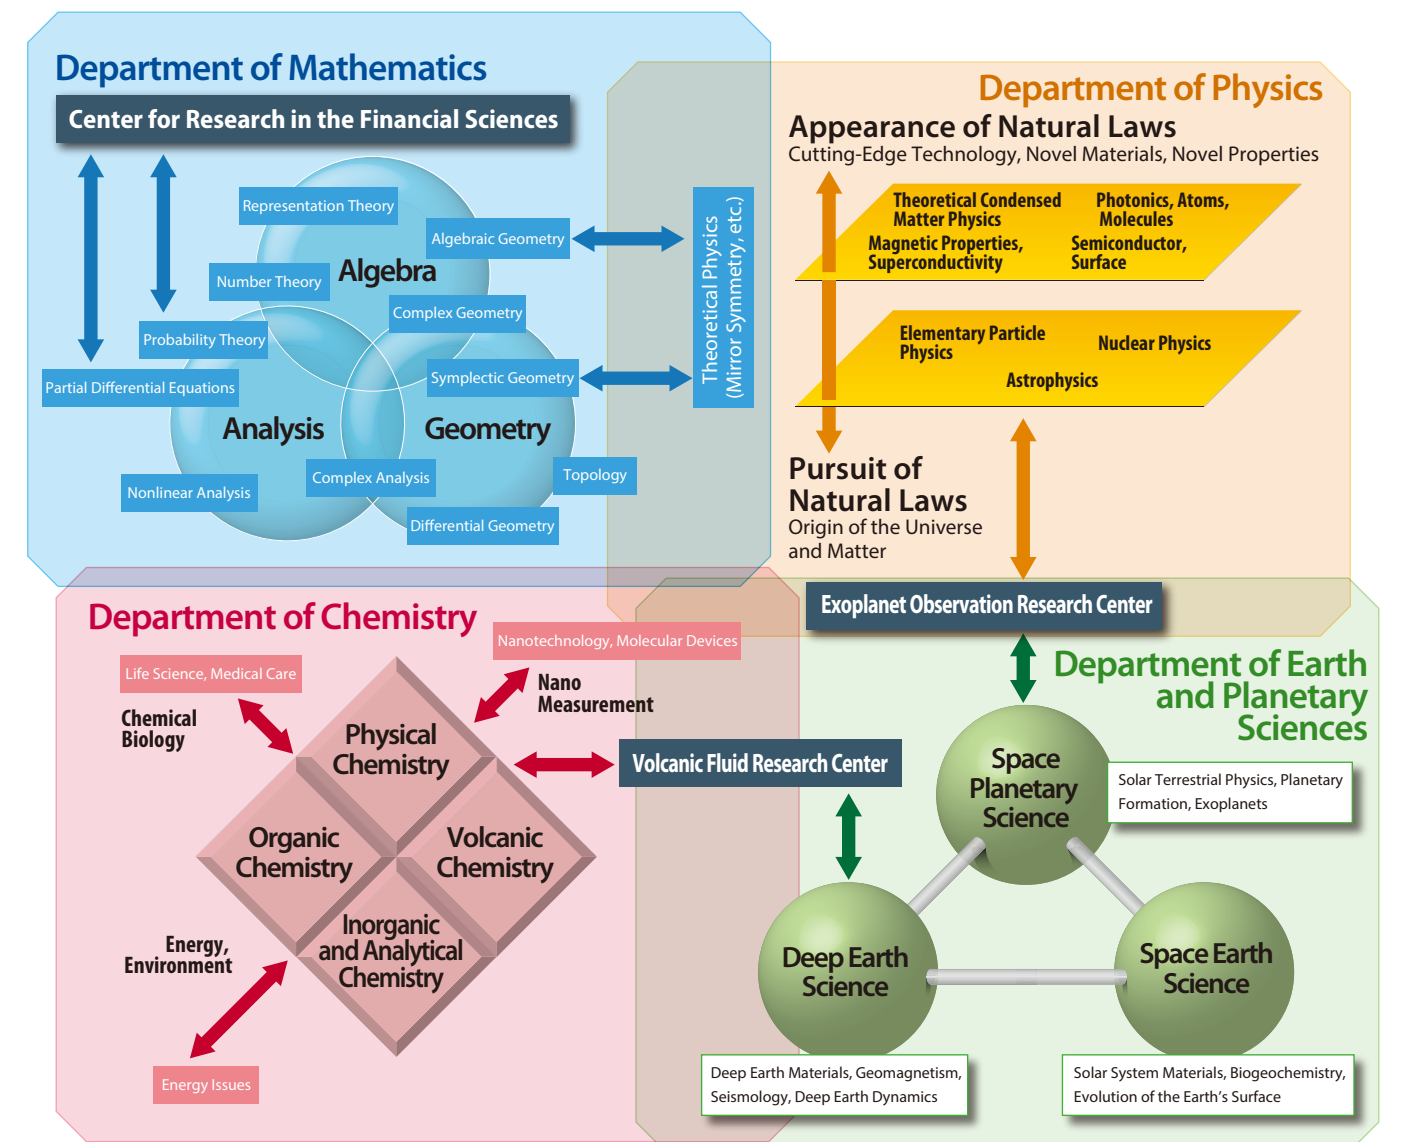 Department of Mathematics
Center for Research in the Financial Sciences
Representation Theory
Algebraic Geometry
Algebra
Number Theory
Complex Geometry
Probability Theory
Symplectic Geometry
Partial Differential Equations
Analysis
Geometry
Complex Analysis
Topology
Nonlinear Analysis
Differential Geometry
Theoretical Physics
(Mirror Symmetry, etc.)
Department of Physics
Appearance of Natural Laws
Cutting-Edge Technology, Novel Materials, Novel Properties
Theoretical Condensed
Matter Physics
Photonics, Atoms,
Molecules
Magnetic Properties,
Superconductivity
Semiconductor,
Surface
Elementary Particle
Physics
Nuclear Physics
Astrophysics
Pursuit of
Natural Laws
Origin of the Universe
and Matter
Exoplanet Observation Research Center
Department of Chemistry
Nanotechnology, Molecular Devices
Life Science, Medical Care
Nano
Measurement
Chemical
Biology
Physical
Chemistry
Organic
Chemistry
Volcanic
Chemistry
Inorganic
and Analytical
Chemistry
Energy,
Environment
Energy Issues
Volcanic Fluid Research Center
Department of Earth
and Planetary
Sciences
Space
Planetary
Science
Solar Terrestrial Physics, Planetary
Formation, Exoplanets
Deep Earth
Science
Space Earth
Science
Deep Earth Materials, Geomagnetism,
Seismology, Deep Earth Dynamics
Solar System Materials, Biogeochemistry,
Evolution of the Earth's Surface